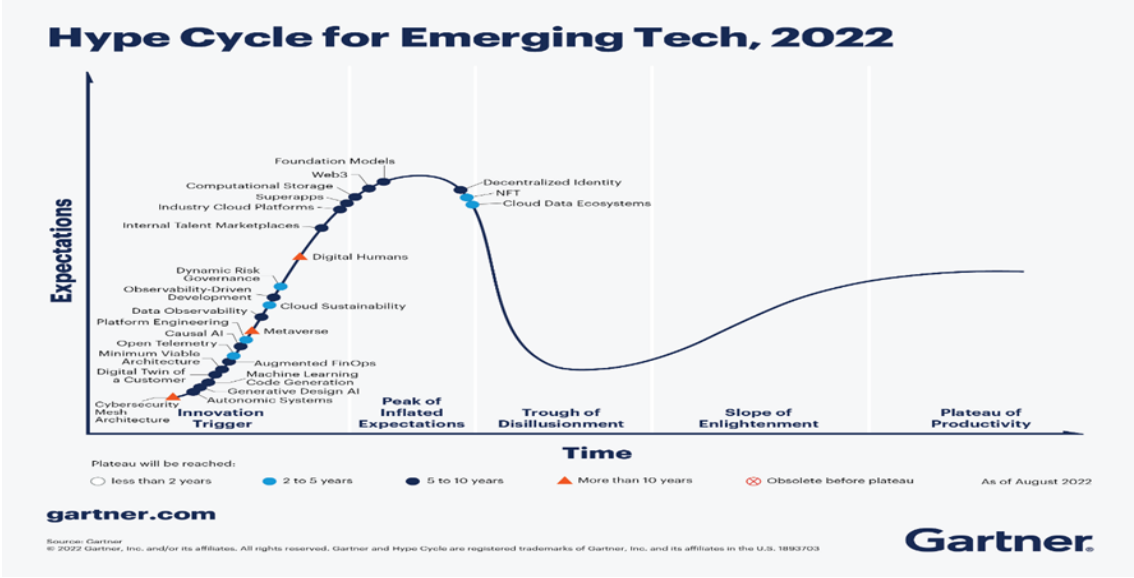 Hype Cycle for Emerging Tech, 2022
Expectations
Foundation Models
Web3
Computational Storage
Superapps
Industry Cloud Platforms
Internal Talent Marketplaces
Digital Humans
Dynamic Risk
Governance
Observability-Driven
Development
Cloud Sustainability
Data Observability
Platform Engineering
Metaverse
Causal AI
Open Telemetry
Minimum Viable
Architecture
Augmented FinOps
Digital Twin of
a Customer
Machine Learning
Code Generation
Generative Design AI
Autonomic Systems
Cybersecurity
Mesh
Architecture
Decentralized Identity
NFT
Cloud Data Ecosystems
Innovation
Trigger
Peak of
Inflated
Expectations
Trough of
Disillusionment
Slope of
Enlightenment
Plateau of
Productivity
Time
Plateau will be reached:
less than 2 years
2 to 5 years
5 to 10 years
More than 10 years
Obsolete before plateau
As of August 2022
gartner.com
Source: Gartner
© 2022 Gartner, Inc. and/or its affiliates. All rights reserved. Gartner and Hype Cycle are registered trademarks of Gartner, Inc. and its affiliates in the U.S. 1893703
Gartner®